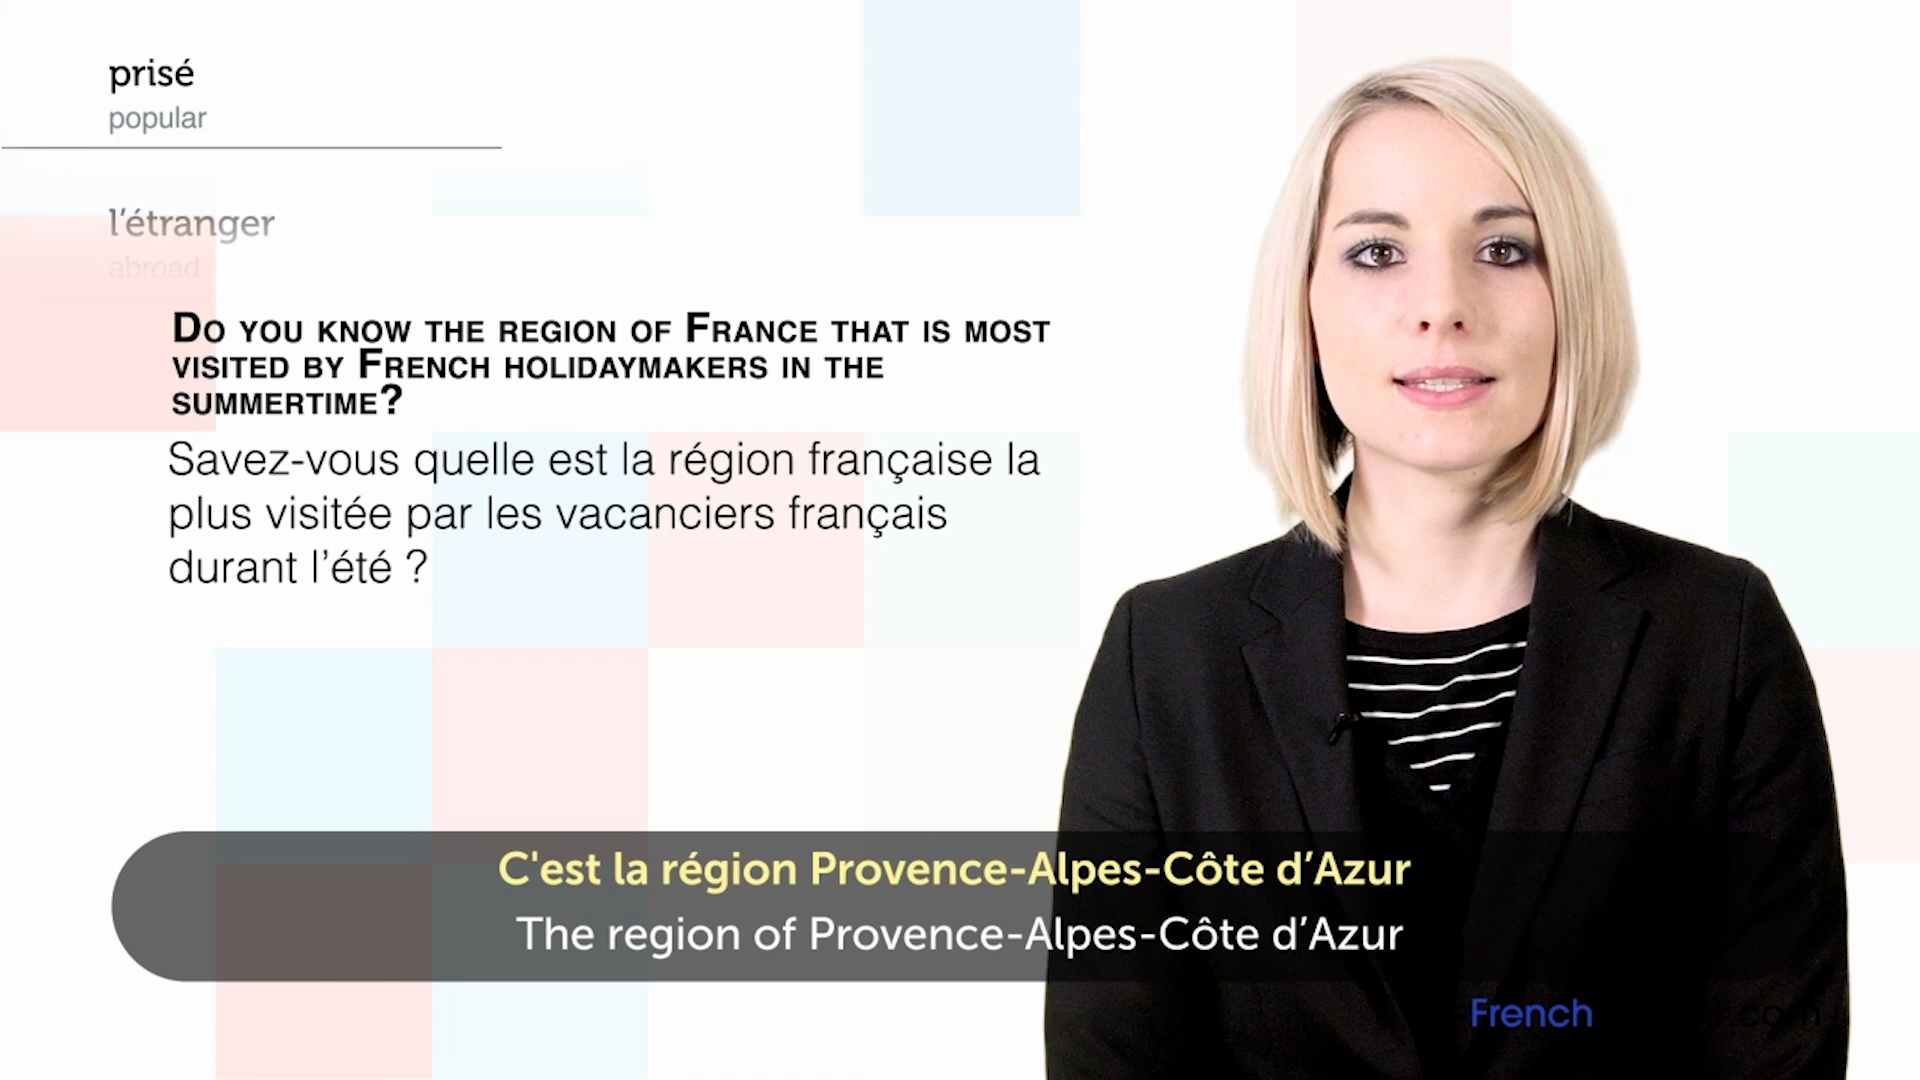 prisé
popular
l'étranger
abroad
Do you know the region of France that is most
visited by French holidaymakers in the
summertime?
Savez-vous quelle est la région française la
plus visitée par les vacanciers français
durant l'été ?
C'est la région Provence-Alpes-Côte d'Azur
The region of Provence-Alpes-Côte d'Azur
French com